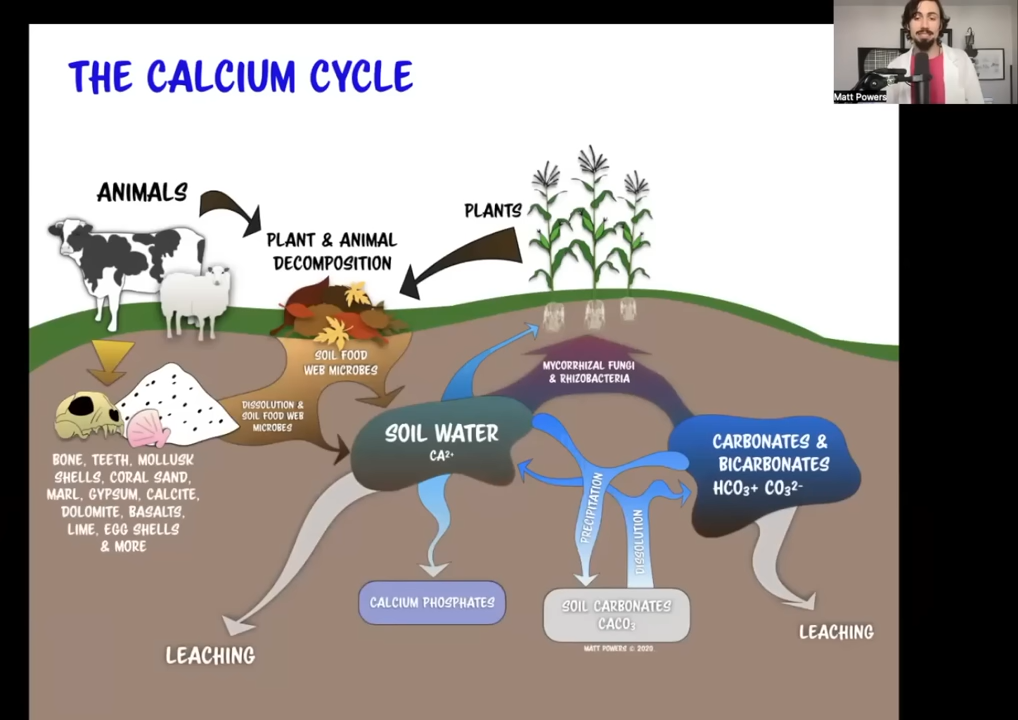 THE CALCIUM CYCLE
Matt Powers
ANIMALS
PLANTS
PLANT & ANIMAL
DECOMPOSITION
SOIL FOOD
WEB MICROBES
MYCORRHIZAL FUNGI
& RHIZOBACTERIA
DISSOLUTION &
SOIL FOOD WEB
MICROBES
SOIL WATER
CA²⁺
CARBONATES &
BICARBONATES
HCO₃+ CO₃²⁻
BONE, TEETH, MOLLUSK
SHELLS, CORAL SAND,
MARL, GYPSUM, CALCITE,
DOLOMITE, BASALTS,
LIME, EGG SHELLS
& MORE
PRECIPITATION
DISSOLUTION
CALCIUM PHOSPHATES
SOIL CARBONATES
CACO₃
MATT POWERS © 2020
LEACHING
LEACHING